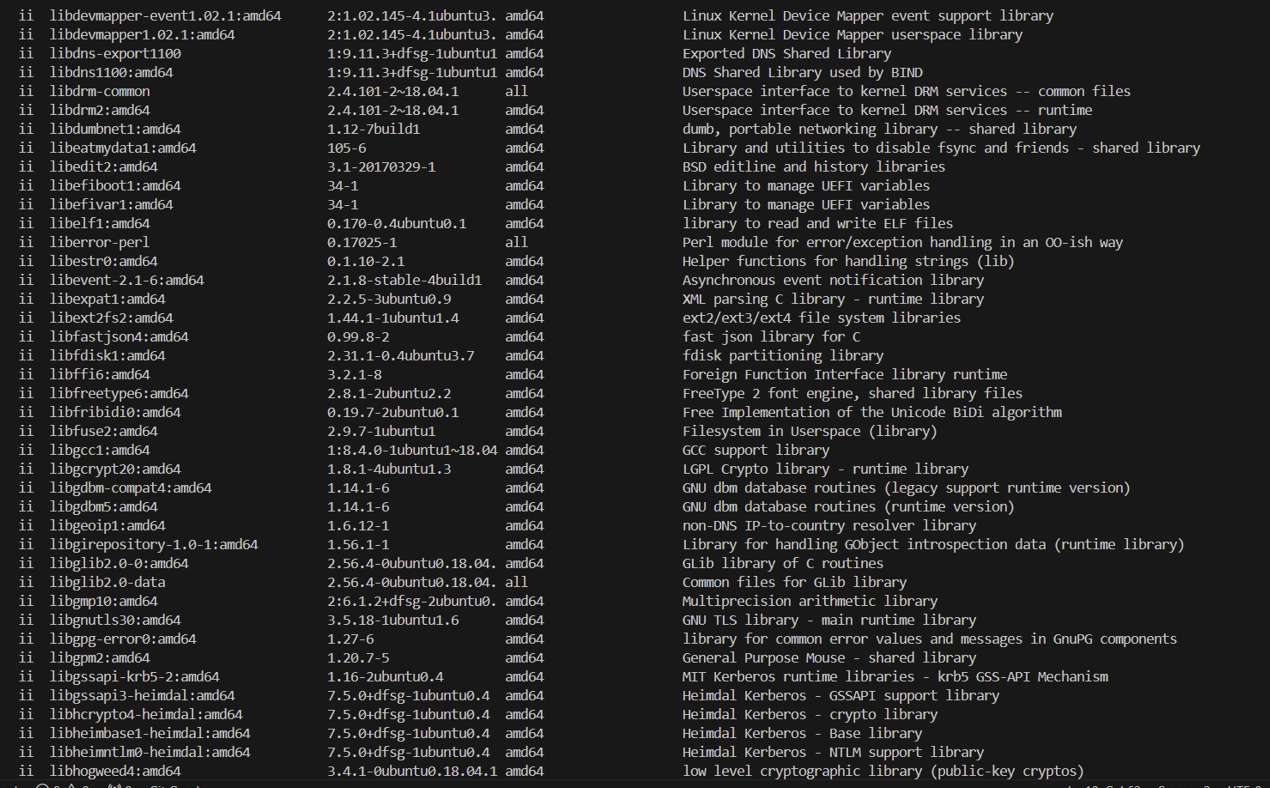 ii libdevmapper-event1.02.1:amd64 2:1.02.145-4.1ubuntu3. amd64 Linux Kernel Device Mapper event support library
ii libdevmapper1.02.1:amd64 2:1.02.145-4.1ubuntu3. amd64 Linux Kernel Device Mapper userspace library
ii libdns-export1100 1:9.11.3+dfsg-1ubuntu1 amd64 Exported DNS Shared Library
ii libdns1100:amd64 1:9.11.3+dfsg-1ubuntu1 amd64 DNS Shared Library used by BIND
ii libdrm-common 2.4.101-2~18.04.1 all Userspace interface to kernel DRM services -- common files
ii libdrm2:amd64 2.4.101-2~18.04.1 amd64 Userspace interface to kernel DRM services -- runtime
ii libdumbnet1:amd64 1.12-7build1 amd64 dumb, portable networking library -- shared library
ii libeatmydata1:amd64 105-6 amd64 Library and utilities to disable fsync and friends - shared library
ii libedit2:amd64 3.1-20170329-1 amd64 BSD editline and history libraries
ii libefiboot1:amd64 34-1 amd64 Library to manage UEFI variables
ii libefivar1:amd64 34-1 amd64 Library to manage UEFI variables
ii libelf1:amd64 0.170-0.4ubuntu0.1 amd64 library to read and write ELF files
ii liberror-perl 0.17025-1 all Perl module for error/exception handling in an OO-ish way
ii libestr0:amd64 0.1.10-2.1 amd64 Helper functions for handling strings (lib)
ii libevent-2.1-6:amd64 2.1.8-stable-4build1 amd64 Asynchronous event notification library
ii libexpat1:amd64 2.2.5-3ubuntu0.9 amd64 XML parsing C library - runtime library
ii libext2fs2:amd64 1.44.1-1ubuntu1.4 amd64 ext2/ext3/ext4 file system libraries
ii libfastjson4:amd64 0.99.8-2 amd64 fast json library for C
ii libfdisk1:amd64 2.31.1-0.4ubuntu3.7 amd64 fdisk partitioning library
ii libffi6:amd64 3.2.1-8 amd64 Foreign Function Interface library runtime
ii libfreetype6:amd64 2.8.1-2ubuntu2.2 amd64 FreeType 2 font engine, shared library files
ii libfribidi0:amd64 0.19.7-2ubuntu0.1 amd64 Free Implementation of the Unicode BiDi algorithm
ii libfuse2:amd64 2.9.7-1ubuntu1 amd64 Filesystem in Userspace (library)
ii libgcc1:amd64 1:8.4.0-1ubuntu1~18.04 amd64 GCC support library
ii libgcrypt20:amd64 1.8.1-4ubuntu1.3 amd64 LGPL Crypto library - runtime library
ii libgdbm-compat4:amd64 1.14.1-6 amd64 GNU dbm database routines (legacy support runtime version)
ii libgdbm5:amd64 1.14.1-6 amd64 GNU dbm database routines (runtime version)
ii libgeoip1:amd64 1.6.12-1 amd64 non-DNS IP-to-country resolver library
ii libgirepository-1.0-1:amd64 1.56.1-1 amd64 Library for handling GObject introspection data (runtime library)
ii libglib2.0-0:amd64 2.56.4-0ubuntu0.18.04. amd64 GLib library of C routines
ii libglib2.0-data 2.56.4-0ubuntu0.18.04. all Common files for GLib library
ii libgmp10:amd64 2:6.1.2+dfsg-2ubuntu0. amd64 Multiprecision arithmetic library
ii libgnutls30:amd64 3.5.18-1ubuntu1.6 amd64 GNU TLS library - main runtime library
ii libgpg-error0:amd64 1.27-6 amd64 library for common error values and messages in GnuPG components
ii libgpm2:amd64 1.20.7-5 amd64 General Purpose Mouse - shared library
ii libgssapi-krb5-2:amd64 1.16-2ubuntu0.4 amd64 MIT Kerberos runtime libraries - krb5 GSS-API Mechanism
ii libgssapi3-heimdal:amd64 7.5.0+dfsg-1ubuntu0.4 amd64 Heimdal Kerberos - GSSAPI support library
ii libhcrypto4-heimdal:amd64 7.5.0+dfsg-1ubuntu0.4 amd64 Heimdal Kerberos - crypto library
ii libheimbase1-heimdal:amd64 7.5.0+dfsg-1ubuntu0.4 amd64 Heimdal Kerberos - Base library
ii libheimntlm0-heimdal:amd64 7.5.0+dfsg-1ubuntu0.4 amd64 Heimdal Kerberos - NTLM support library
ii libhogweed4:amd64 3.4.1-0ubuntu0.18.04.1 amd64 low level cryptographic library (public-key cryptos)